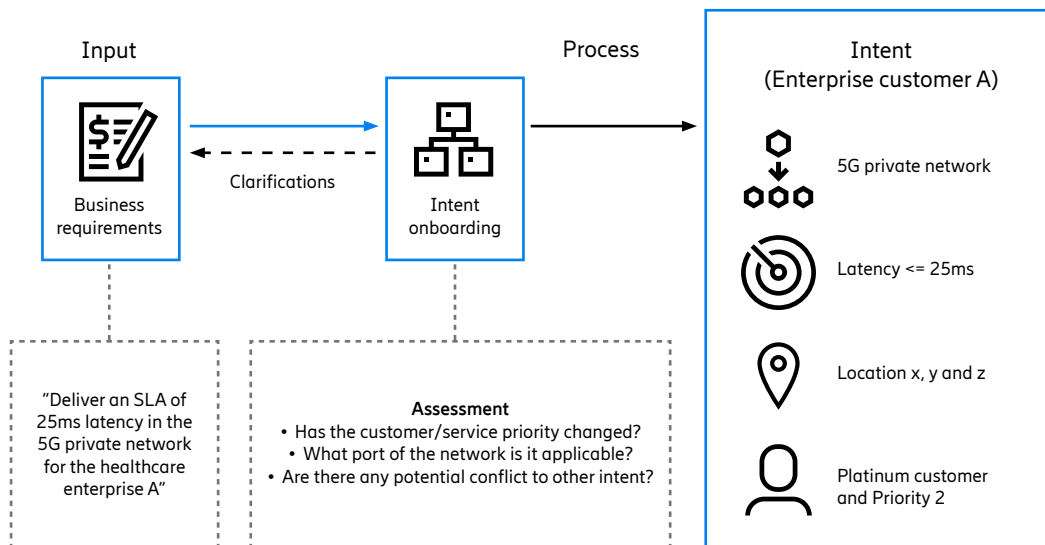 Input
Process
Intent
(Enterprise customer A)
$
Business
requirements
Clarifications
Intent
onboarding
5G private network
Latency <= 25ms
Location x, y and z
Platinum customer
and Priority 2
”Deliver an SLA of
25ms latency in the
5G private network
for the healthcare
enterprise A”
Assessment
• Has the customer/service priority changed?
• What port of the network is it applicable?
• Are there any potential conflict to other intent?